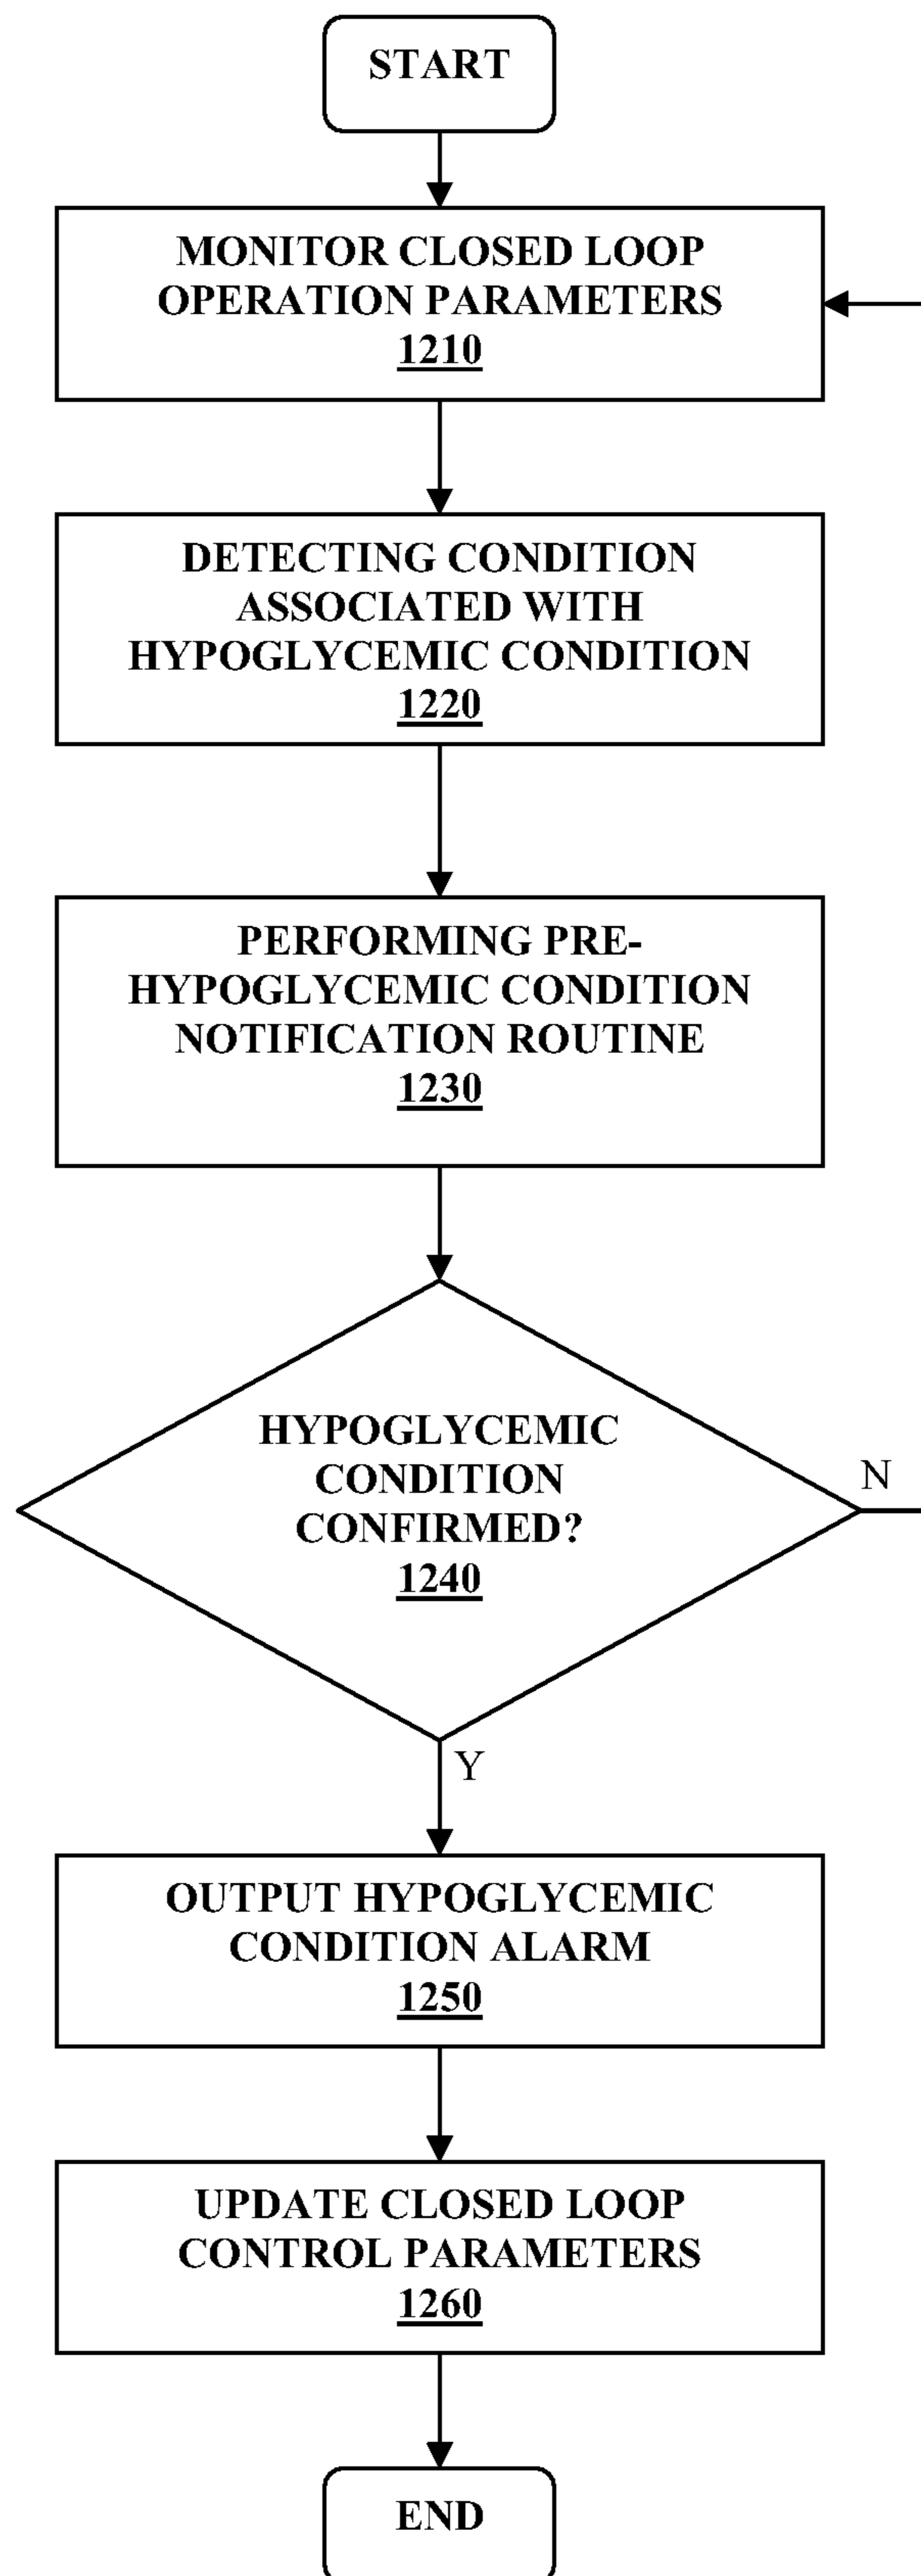 START
MONITOR CLOSED LOOP
OPERATION PARAMETERS
1210
DETECTING CONDITION
ASSOCIATED WITH
HYPOGLYCEMIC CONDITION
1220
PERFORMING PRE-
HYPOGLYCEMIC CONDITION
NOTIFICATION ROUTINE
1230
HYPOGLYCEMIC
CONDITION
CONFIRMED?
1240
N
Y
OUTPUT HYPOGLYCEMIC
CONDITION ALARM
1250
UPDATE CLOSED LOOP
CONTROL PARAMETERS
1260
END